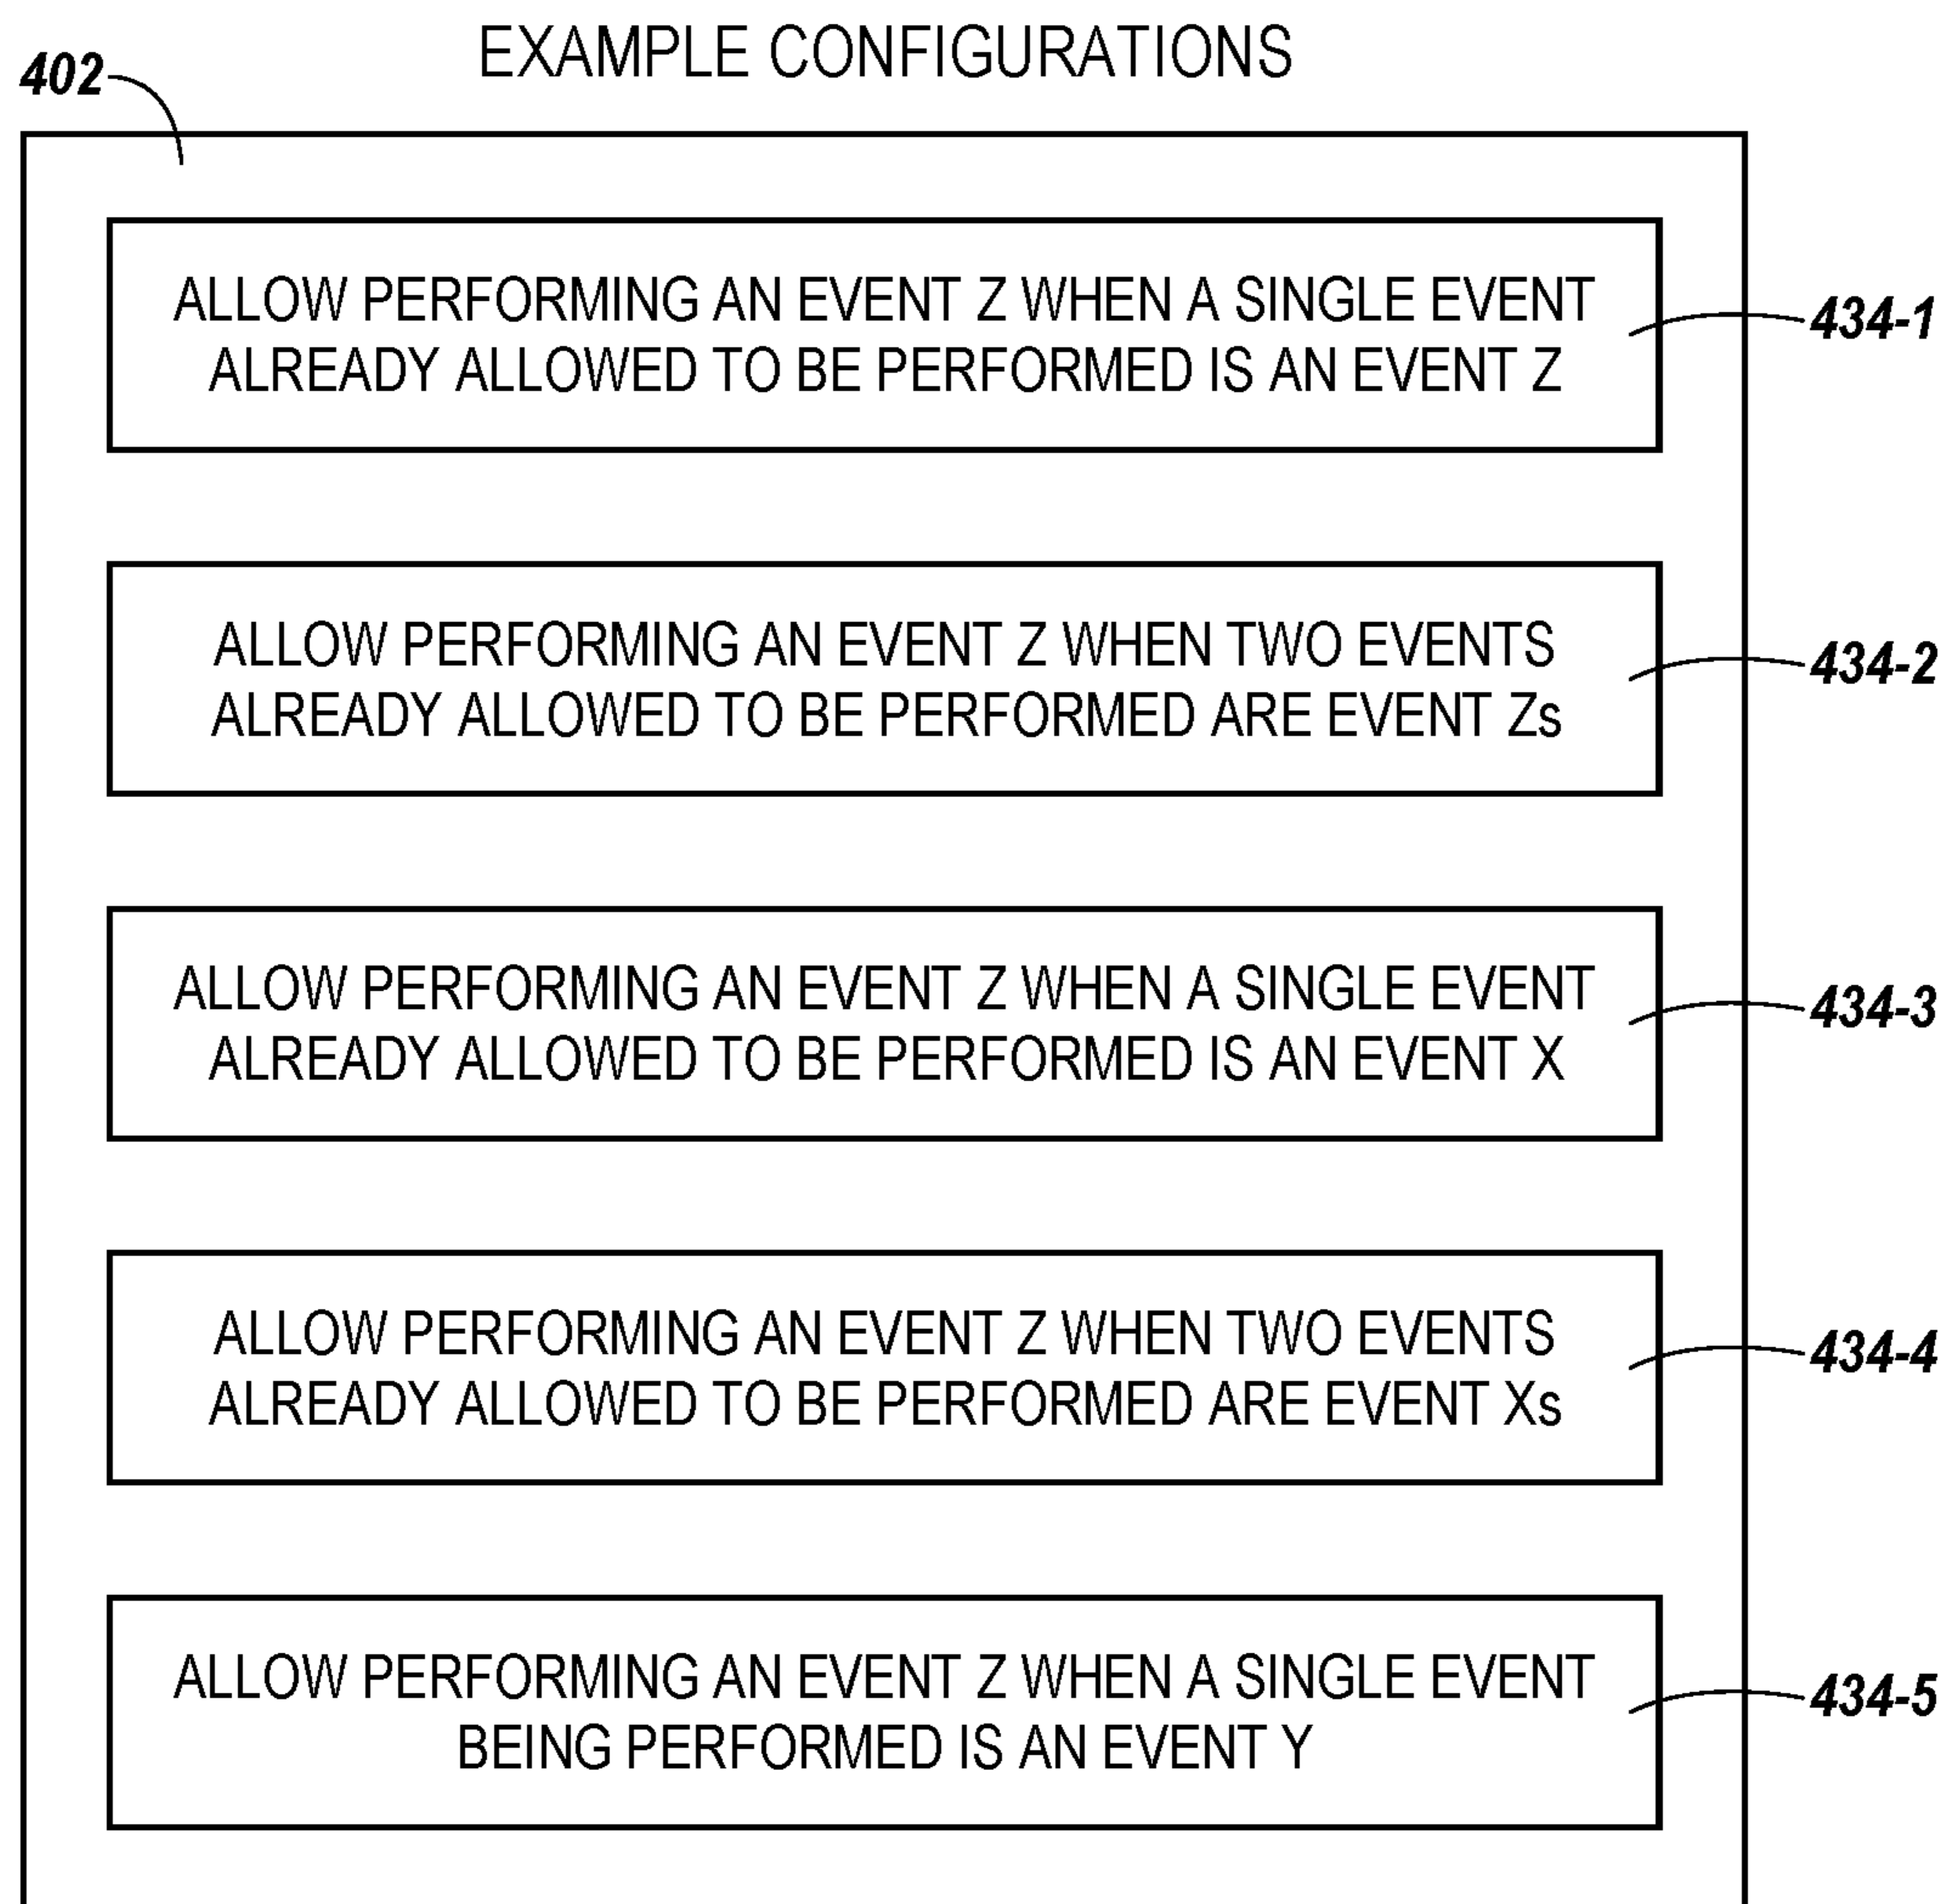 EXAMPLE CONFIGURATIONS
402
ALLOW PERFORMING AN EVENT Z WHEN A SINGLE EVENT
ALREADY ALLOWED TO BE PERFORMED IS AN EVENT Z
434-1
ALLOW PERFORMING AN EVENT Z WHEN TWO EVENTS
ALREADY ALLOWED TO BE PERFORMED ARE EVENT Zs
434-2
ALLOW PERFORMING AN EVENT Z WHEN A SINGLE EVENT
ALREADY ALLOWED TO BE PERFORMED IS AN EVENT X
434-3
ALLOW PERFORMING AN EVENT Z WHEN TWO EVENTS
ALREADY ALLOWED TO BE PERFORMED ARE EVENT Xs
434-4
ALLOW PERFORMING AN EVENT Z WHEN A SINGLE EVENT
BEING PERFORMED IS AN EVENT Y
434-5